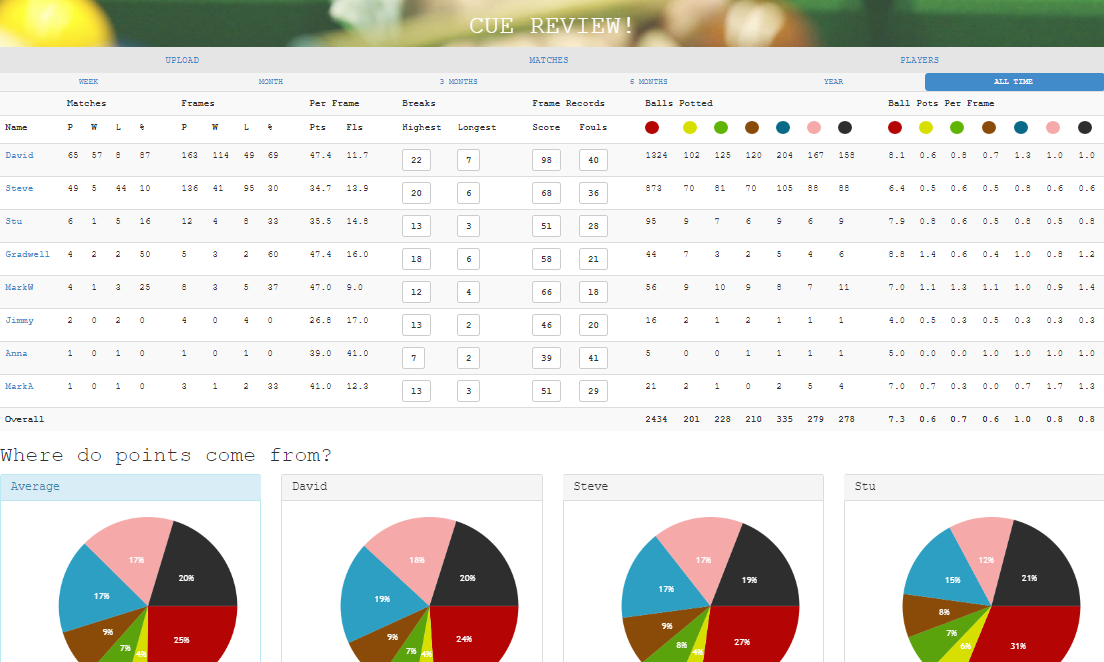 CUE REVIEW!
UPLOAD MATCHES PLAYERS
WEEK MONTH 3 MONTHS 6 MONTHS YEAR ALL TIME
Matches Frames Per Frame Breaks Frame Records Balls Potted Ball Pots Per Frame
Name P W L % P W L % Pts Fls Highest Longest Score Fouls
David 65 57 8 87 163 114 49 69 47.4 11.7 22 7 98 40 1324 102 125 120 204 167 158 8.1 0.6 0.8 0.7 1.3 1.0 1.0
Steve 49 5 44 10 136 41 95 30 34.7 13.9 20 6 68 36 873 70 81 70 105 88 88 6.4 0.5 0.6 0.5 0.8 0.6 0.6
Stu 6 1 5 16 12 4 8 33 35.5 14.8 13 3 51 28 95 9 7 6 9 6 9 7.9 0.8 0.6 0.5 0.8 0.5 0.8
Gradwell 4 2 2 50 5 3 2 60 47.4 16.0 18 6 58 21 44 7 3 2 5 4 6 8.8 1.4 0.6 0.4 1.0 0.8 1.2
MarkW 4 1 3 25 8 3 5 37 47.0 9.0 12 4 66 18 56 9 10 9 8 7 11 7.0 1.1 1.3 1.1 1.0 0.9 1.4
Jimmy 2 0 2 0 4 0 4 0 26.8 17.0 13 2 46 20 16 2 1 2 1 1 1 4.0 0.5 0.3 0.5 0.3 0.3 0.3
Anna 1 0 1 0 1 0 1 0 39.0 41.0 7 2 39 41 5 0 0 1 1 1 1 5.0 0.0 0.0 1.0 1.0 1.0 1.0
MarkA 1 0 1 0 3 1 2 33 41.0 12.3 13 3 51 29 21 2 1 0 2 5 4 7.0 0.7 0.3 0.0 0.7 1.7 1.3
Overall 2434 201 228 210 335 279 278 7.3 0.6 0.7 0.6 1.0 0.8 0.8
Where do points come from?
Average David Steve Stu
17% 20% 17% 9% 7% 4% 25%
18% 20% 19% 9% 7% 4% 24%
17% 19% 17% 9% 8% 4% 27%
12% 21% 15% 8% 7% 6% 31%